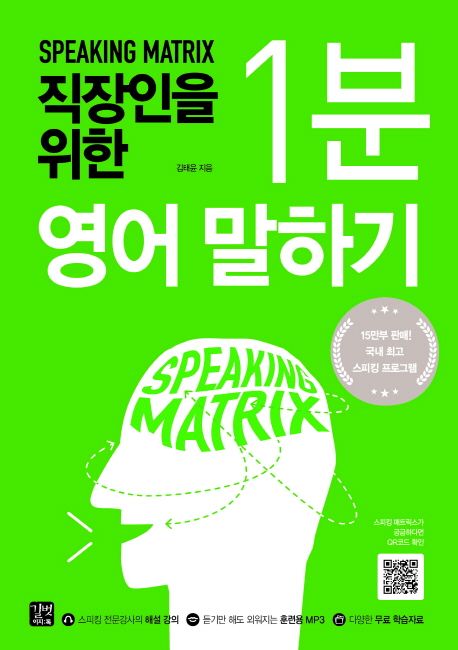 SPEAKING MATRIX
직장인을
위한
김태윤 지음
1분
영어 말하기
15만부 판매!
국내 최고
스피킹 프로그램
SPEAKING
MATRIX
스피킹 매트릭스가
궁금하다면
QR코드 확인
길벗
이지:톡
스피킹 전문강사의 해설 강의
듣기만 해도 외워지는 훈련용 MP3
다양한 무료 학습자료